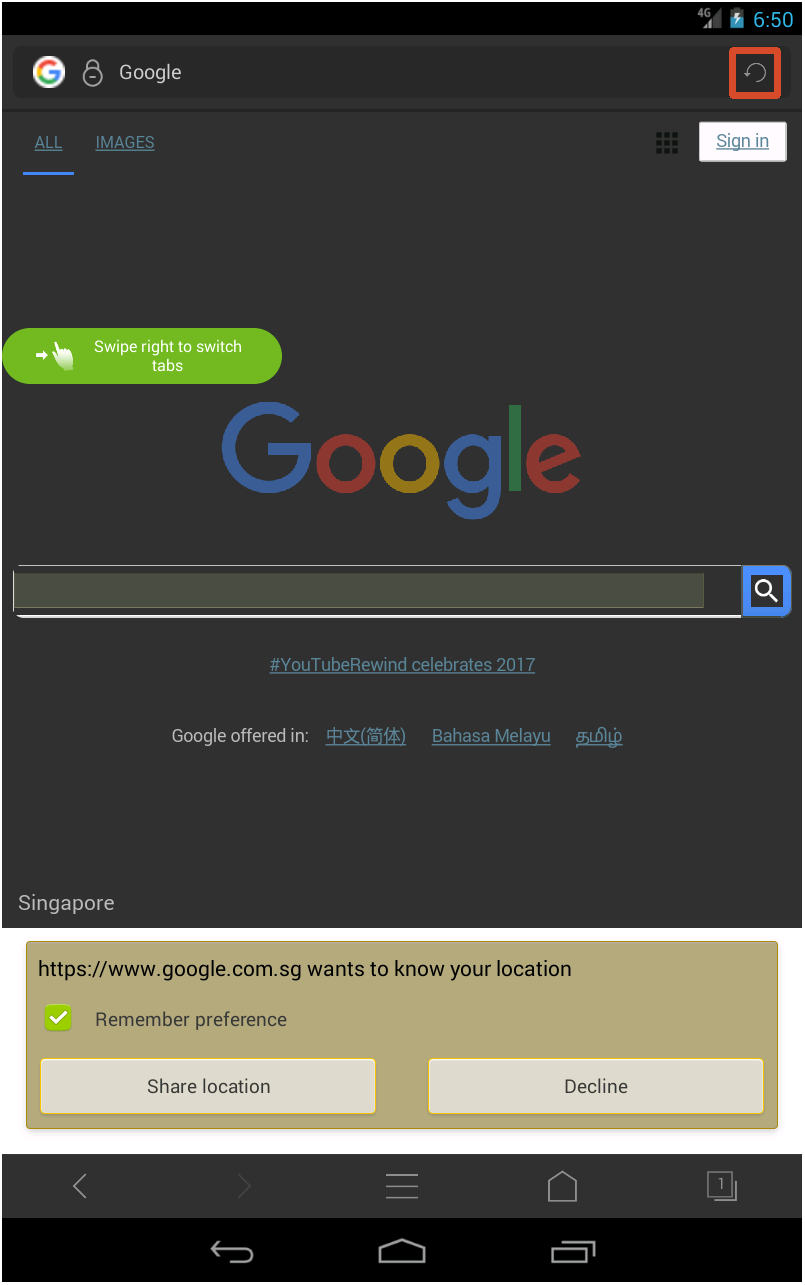 4G 6:50
Google
ALL IMAGES Sign in
Swipe right to switch
tabs
Google
#YouTubeRewind celebrates 2017
Google offered in: 中文(简体) Bahasa Melayu தமிழ்
Singapore
https://www.google.com.sg wants to know your location
Remember preference
Share location Decline
1